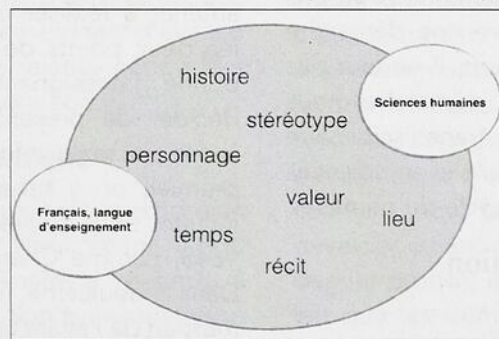 histoire
Sciences humaines
stéréotype
personnage
valeur
Français, langue
d'enseignement
lieu
temps
récit